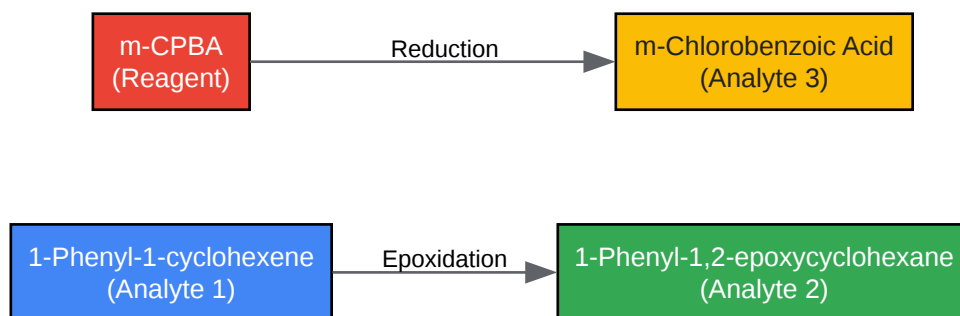 m-CPBA
(Reagent)
Reduction
m-Chlorobenzoic Acid
(Analyte 3)
1-Phenyl-1-cyclohexene
(Analyte 1)
Epoxidation
1-Phenyl-1,2-epoxycyclohexane
(Analyte 2)